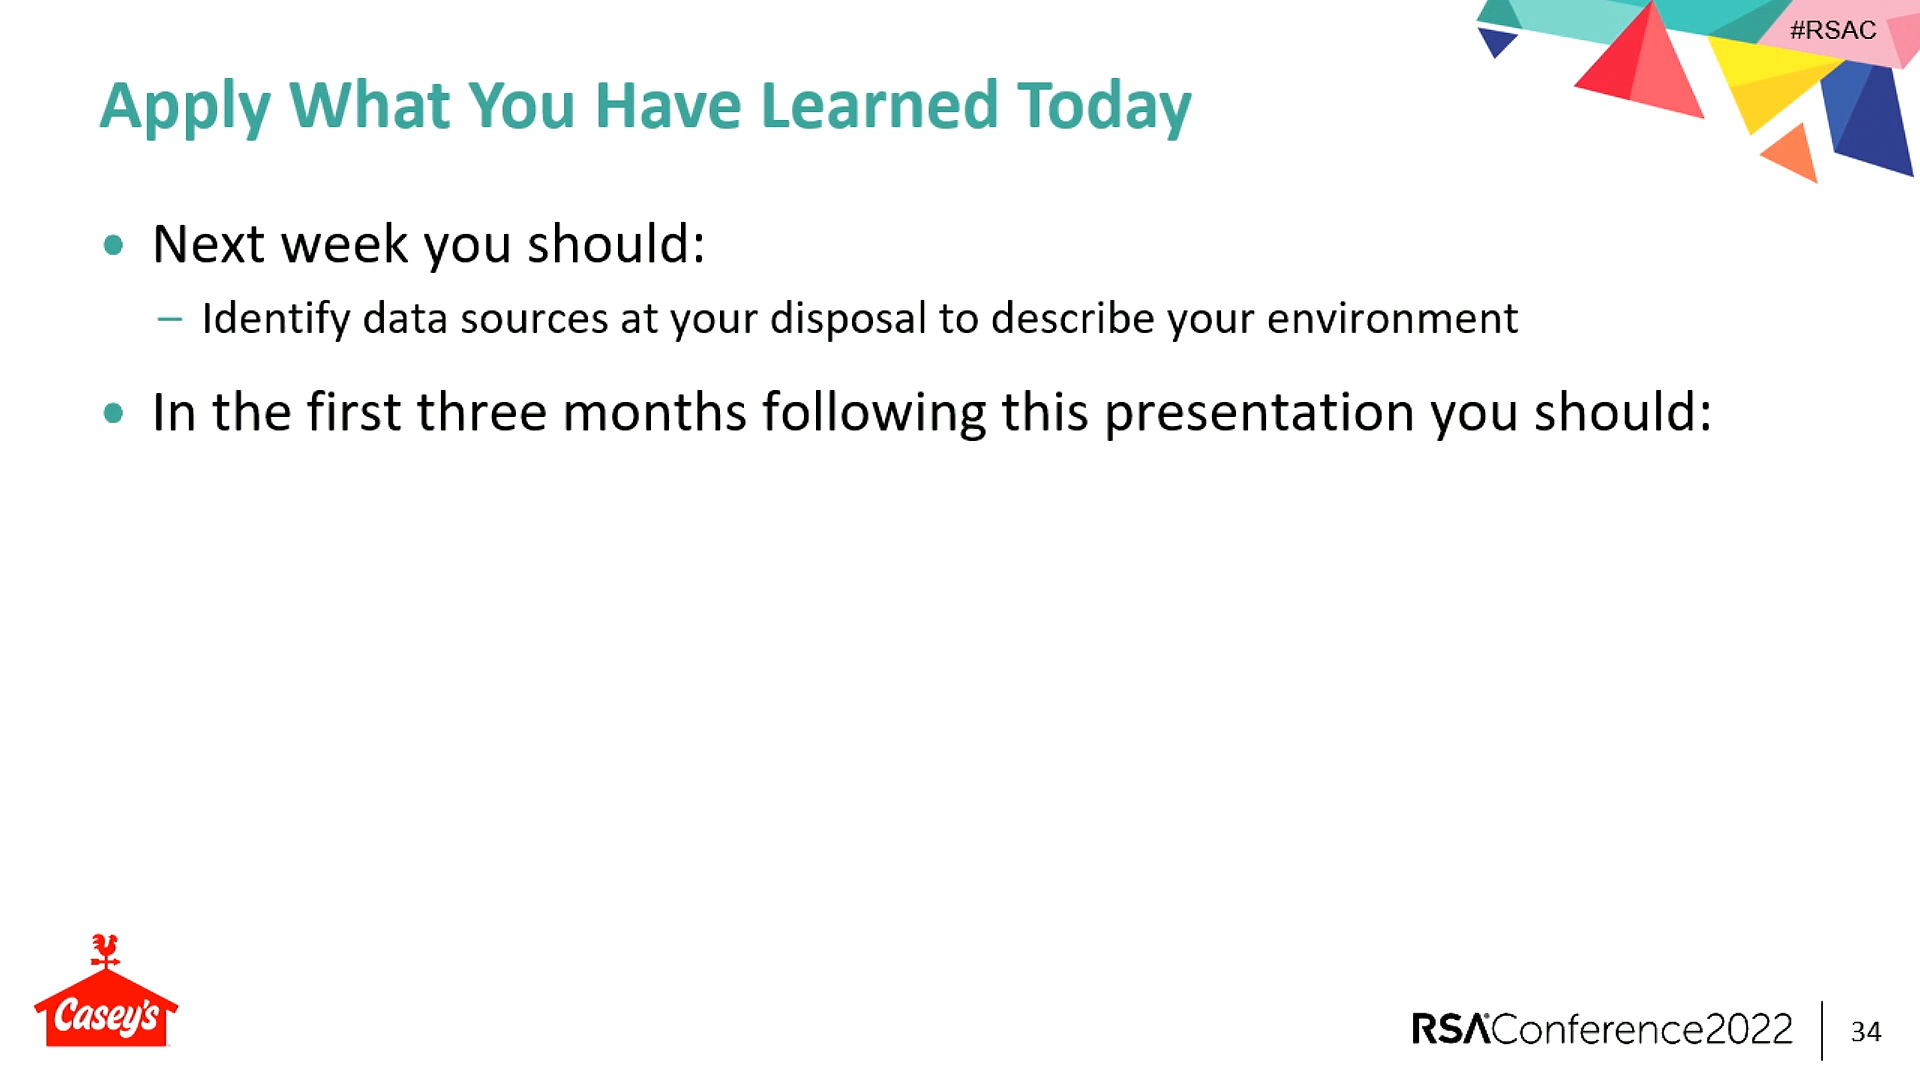 #RSAC
Apply What You Have Learned Today
• Next week you should:
– Identify data sources at your disposal to describe your environment
• In the first three months following this presentation you should:
Casey's
RSAConference2022
34